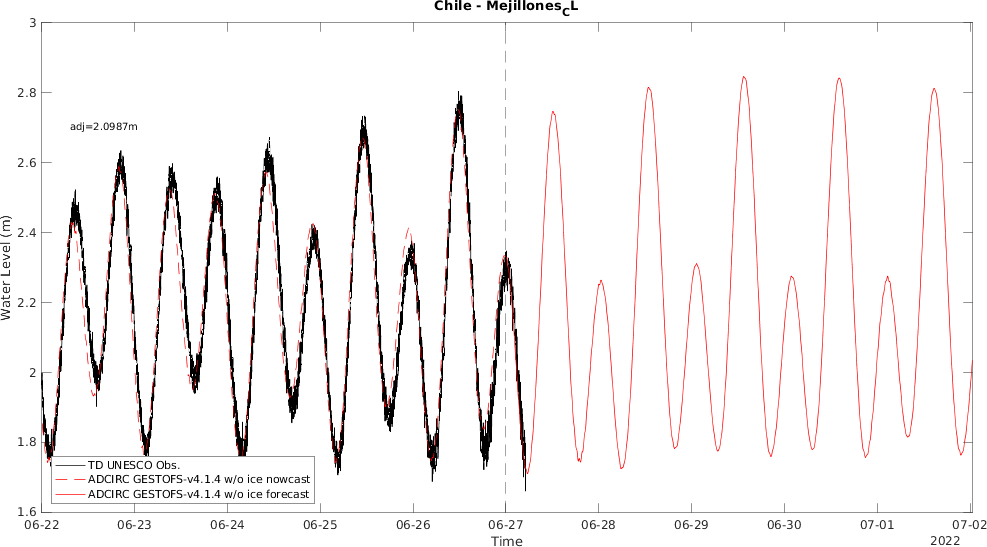 Chile - Mejillones_CL
3
2.8
adj=2.0987m
2.6
2.4
2.2
2
1.8
1.6
Water Level (m)
TD UNESCO Obs.
ADCIRC GESTOFS-v4.1.4 w/o ice nowcast
ADCIRC GESTOFS-v4.1.4 w/o ice forecast
06-22 06-23 06-24 06-25 06-26 06-27 06-28 06-29 06-30 07-01 07-02
Time
2022